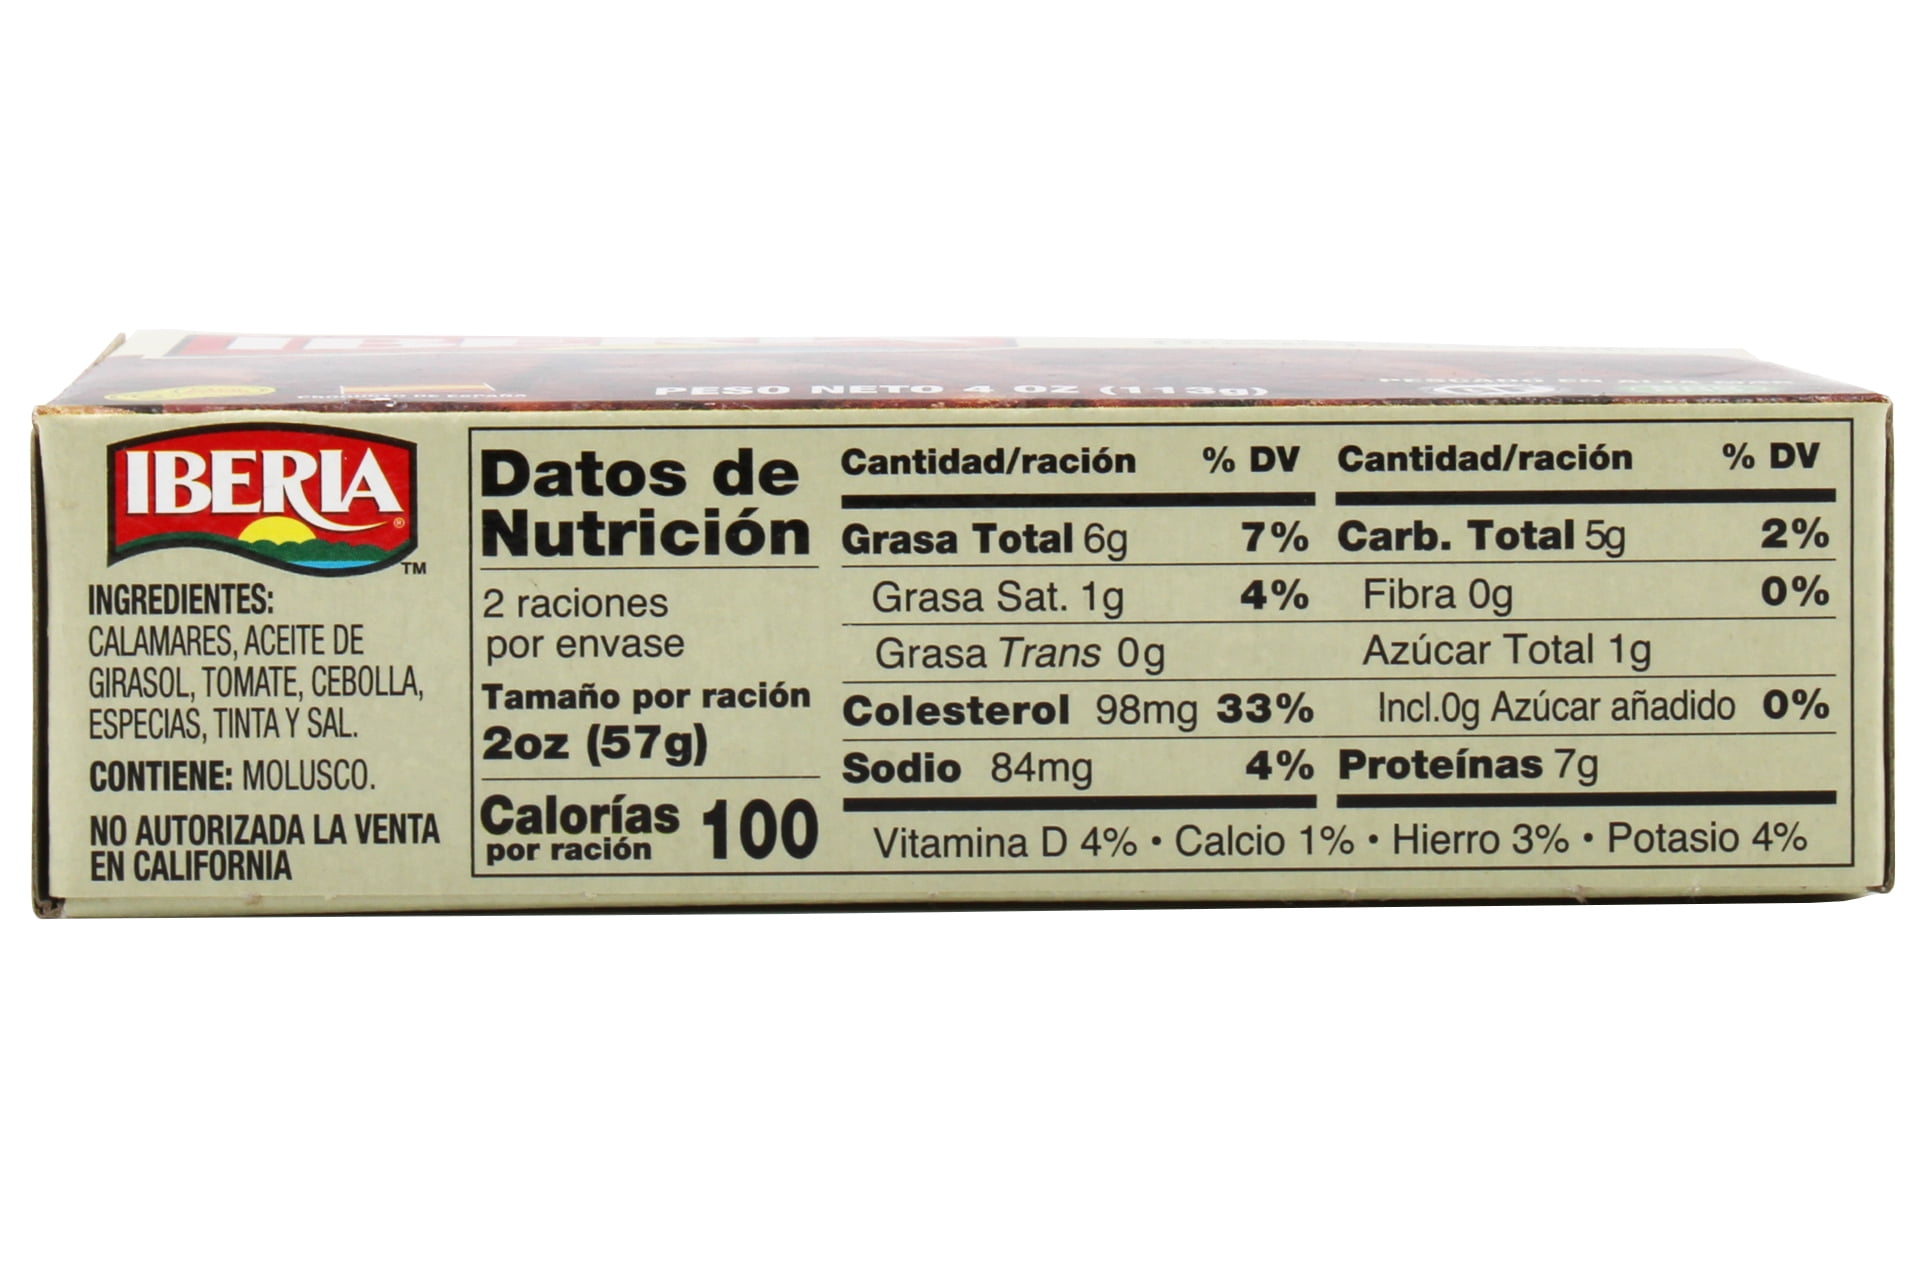 PESO NETO 4 OZ (113g)
IBERIA
®
TM
INGREDIENTES:
CALAMARES, ACEITE DE
GIRASOL, TOMATE, CEBOLLA,
ESPECIAS, TINTA Y SAL.
CONTIENE: MOLUSCO.
NO AUTORIZADA LA VENTA
EN CALIFORNIA
Datos de
Nutrición
2 raciones
por envase
Tamaño por ración
2oz (57g)
Calorías 100
por ración
Cantidad/ración % DV
Grasa Total 6g 7%
Grasa Sat. 1g 4%
Grasa Trans 0g
Colesterol 98mg 33%
Sodio 84mg 4%
Cantidad/ración % DV
Carb. Total 5g 2%
Fibra 0g 0%
Azúcar Total 1g
Incl.0g Azúcar añadido 0%
Proteínas 7g
Vitamina D 4% • Calcio 1% • Hierro 3% • Potasio 4%